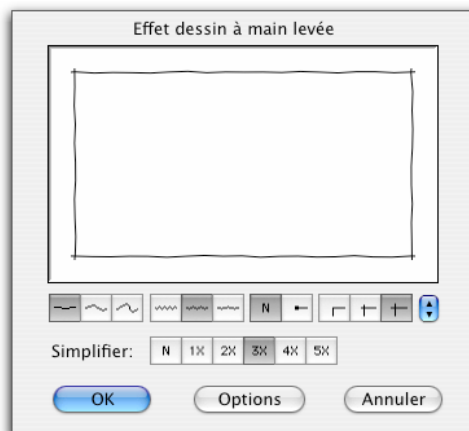 Effet dessin à main levée
N
Simplifier: N 1X 2X 3X 4X 5X
OK Options Annuler